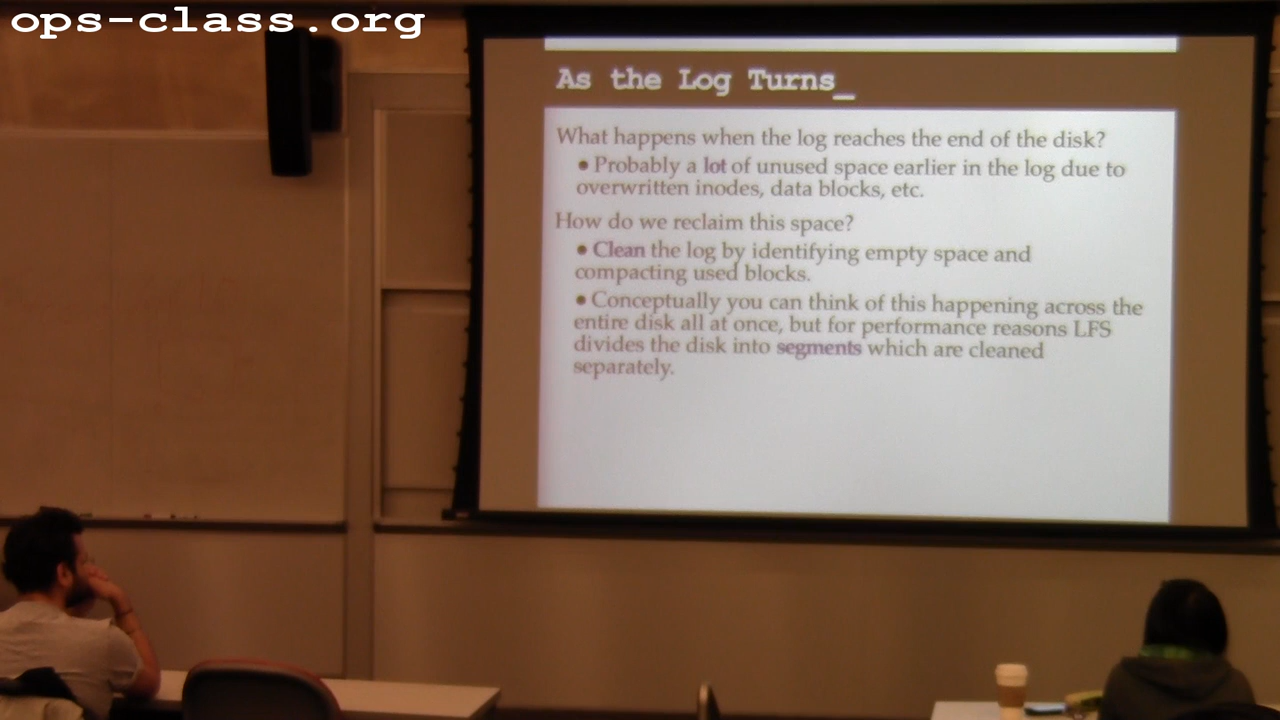 ops-class.org
As the Log Turns_
What happens when the log reaches the end of the disk?
● Probably a lot of unused space earlier in the log due to
overwritten inodes, data blocks, etc.
How do we reclaim this space?
● Clean the log by identifying empty space and
compacting used blocks.
● Conceptually you can think of this happening across the
entire disk all at once, but for performance reasons LFS
divides the disk into segments which are cleaned
separately.